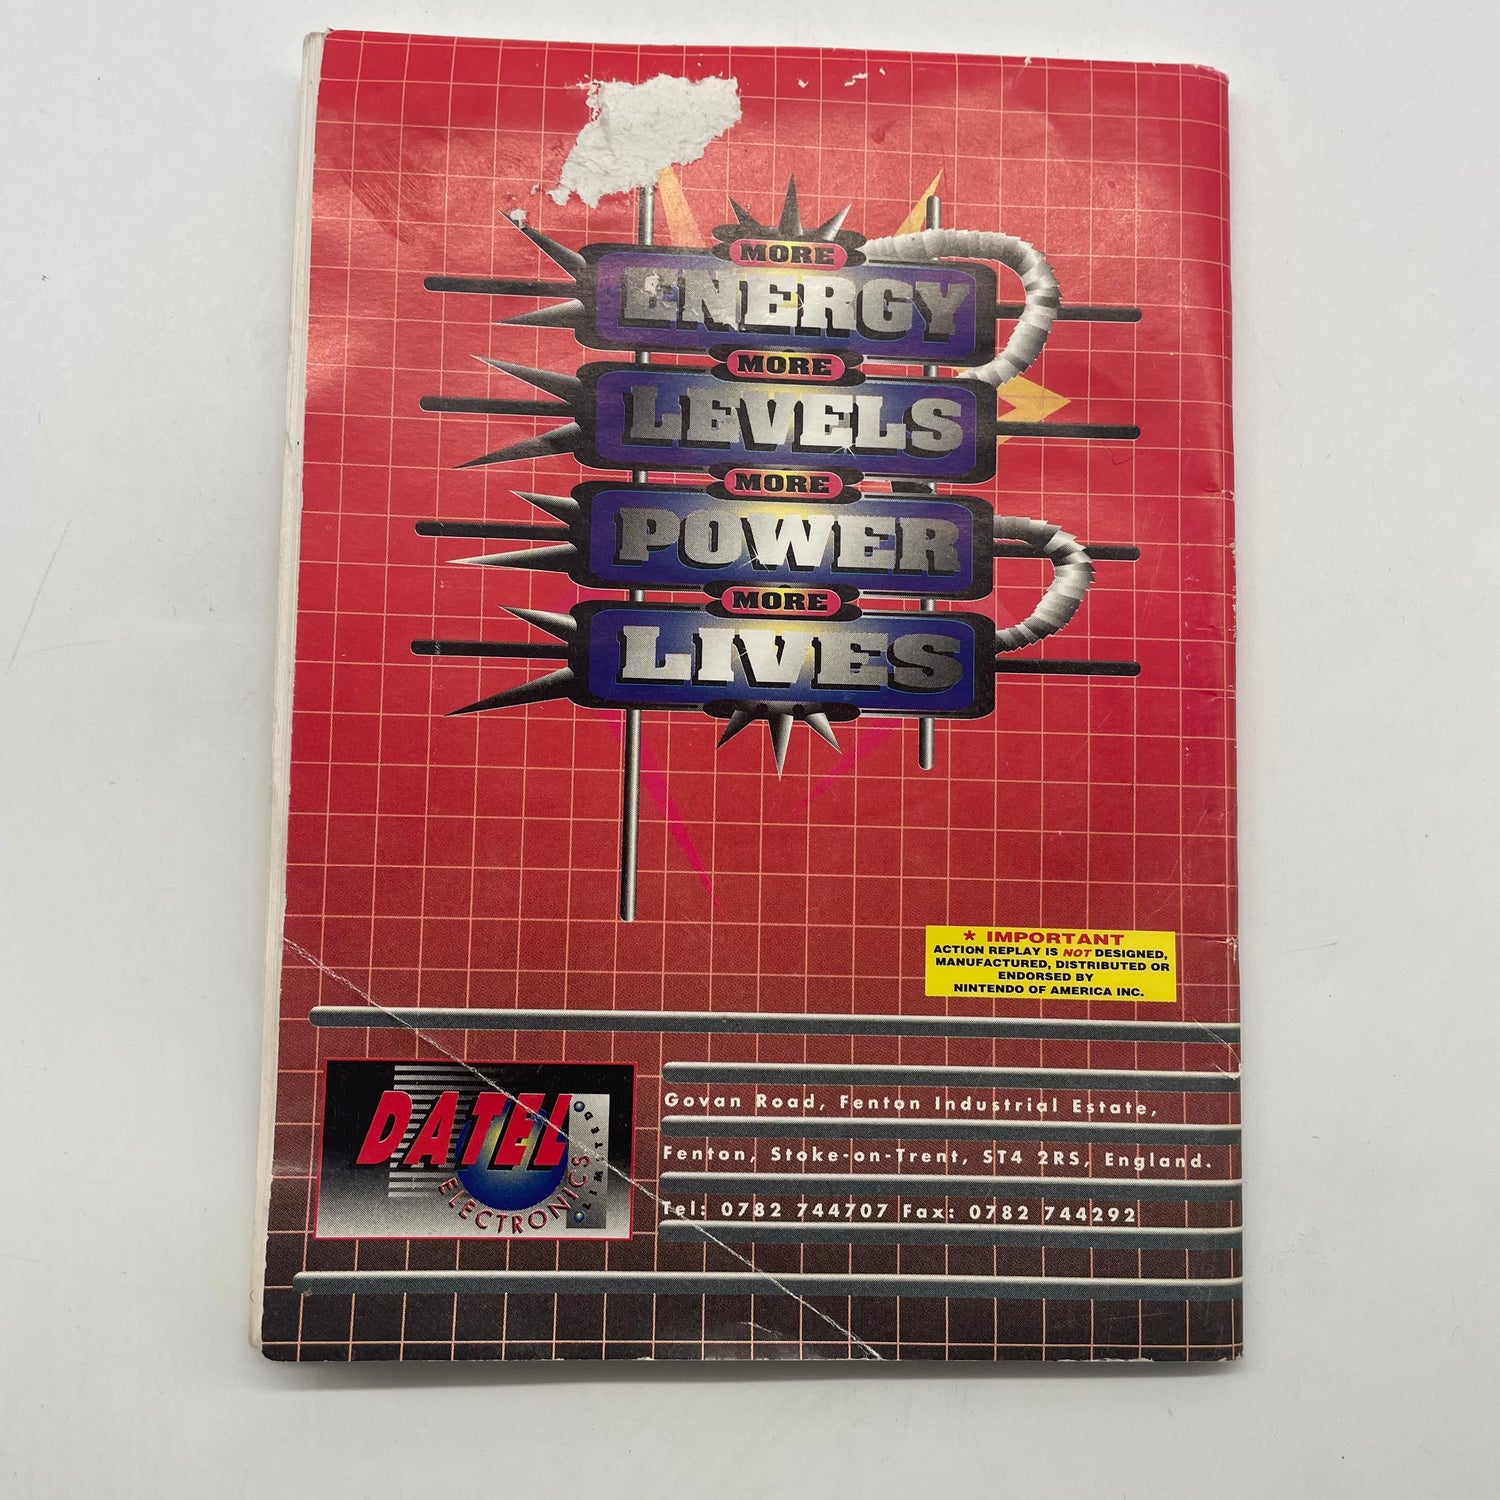 MORE
ENERGY
MORE
LEVELS
MORE
POWER
MORE
LIVES
* IMPORTANT
ACTION REPLAY IS NOT DESIGNED,
MANUFACTURED, DISTRIBUTED OR
ENDORSED BY
NINTENDO OF AMERICA INC.
DATEL
ELECTRONICS
LIMITED
Govan Road, Fenton Industrial Estate,
Fenton, Stoke-on-Trent, ST4 2RS, England.
Tel: 0782 744707 Fax: 0782 744292